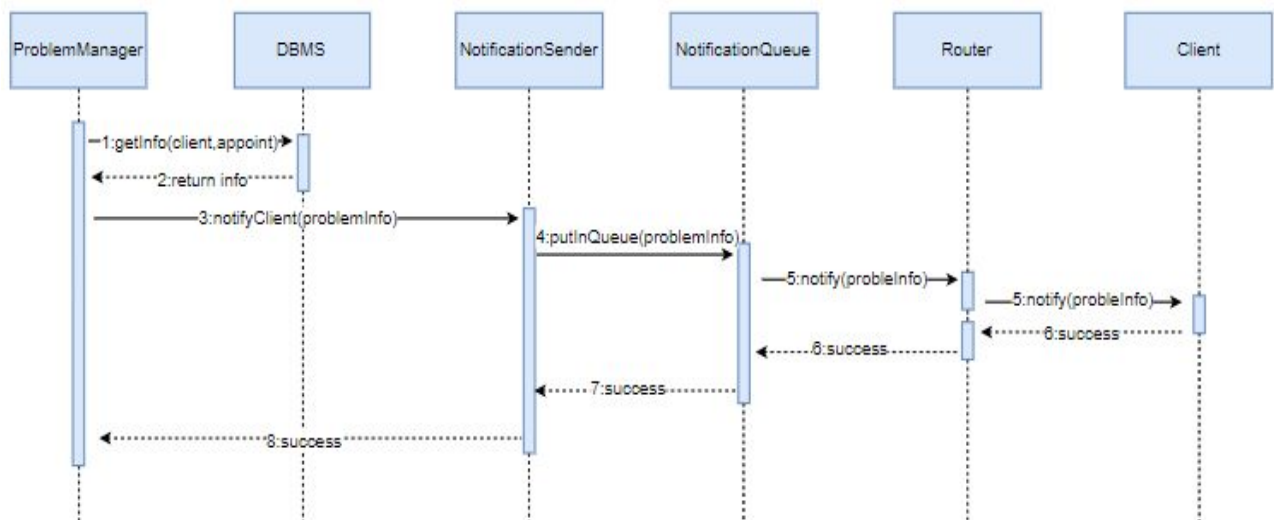 ProblemManager
DBMS
NotificationSender
NotificationQueue
Router
Client
1:getInfo(client,appoint)
2:return info
3:notifyClient(problemInfo)
4:putInQueue(problemInfo)
5:notify(probleInfo)
5:notify(probleInfo)
6:success
6:success
7:success
8:success